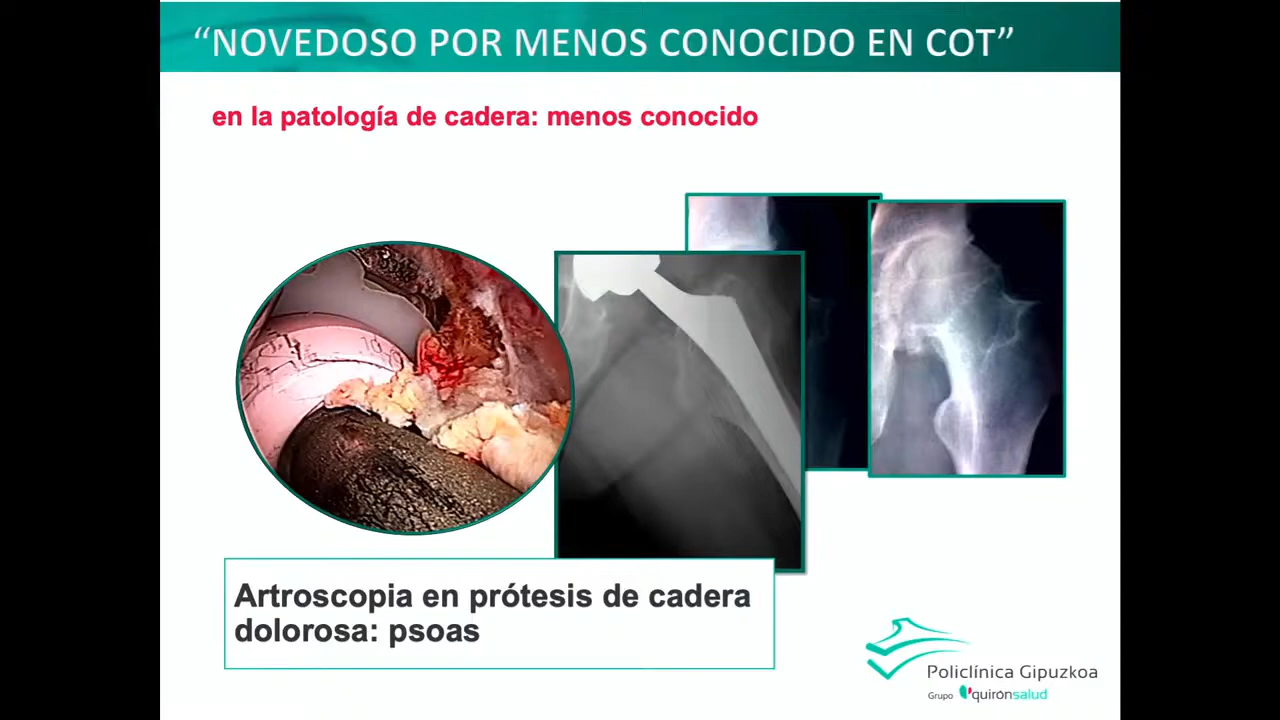 “NOVEDOSO POR MENOS CONOCIDO EN COT”
en la patología de cadera: menos conocido
Artroscopia en prótesis de cadera
dolorosa: psoas
Policlínica Gipuzkoa
Grupo quirónsalud